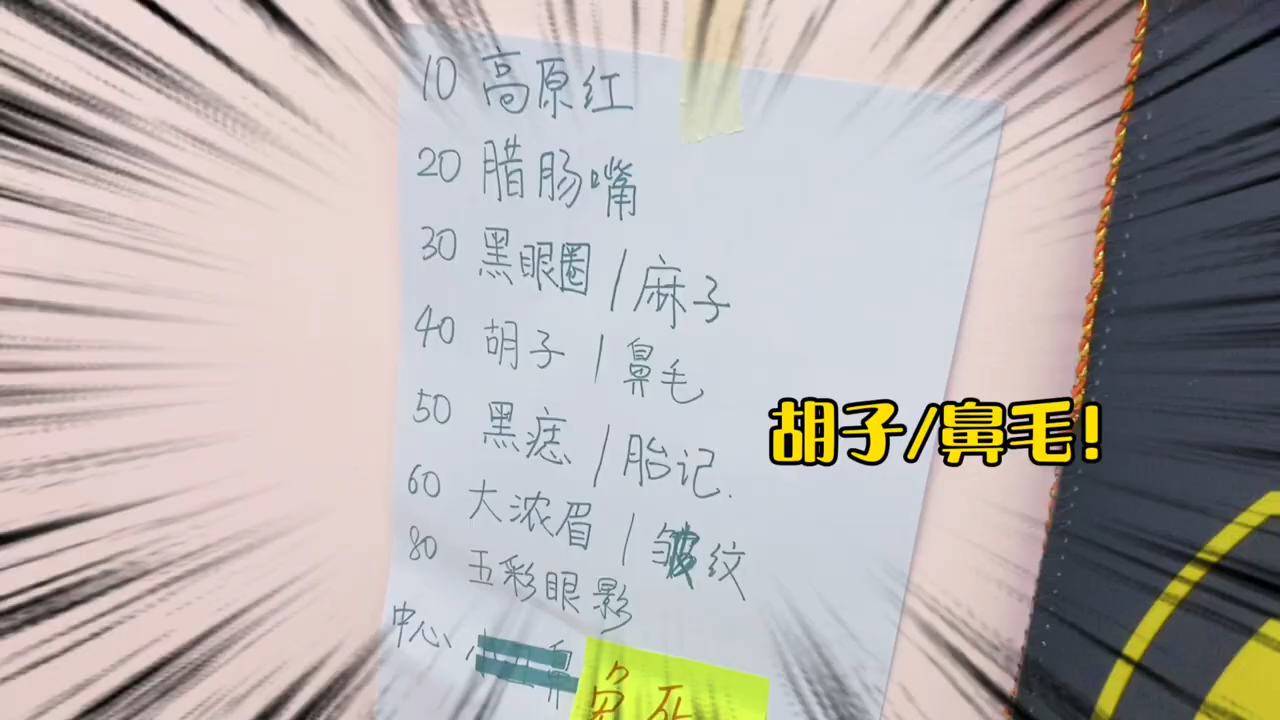 10 高原红
20 腊肠嘴
30 黑眼圈/麻子
40 胡子/鼻毛
50 黑痣/胎记.
60 大浓眉/皱纹
80 五彩眼影
中心
免死
胡子/鼻毛!